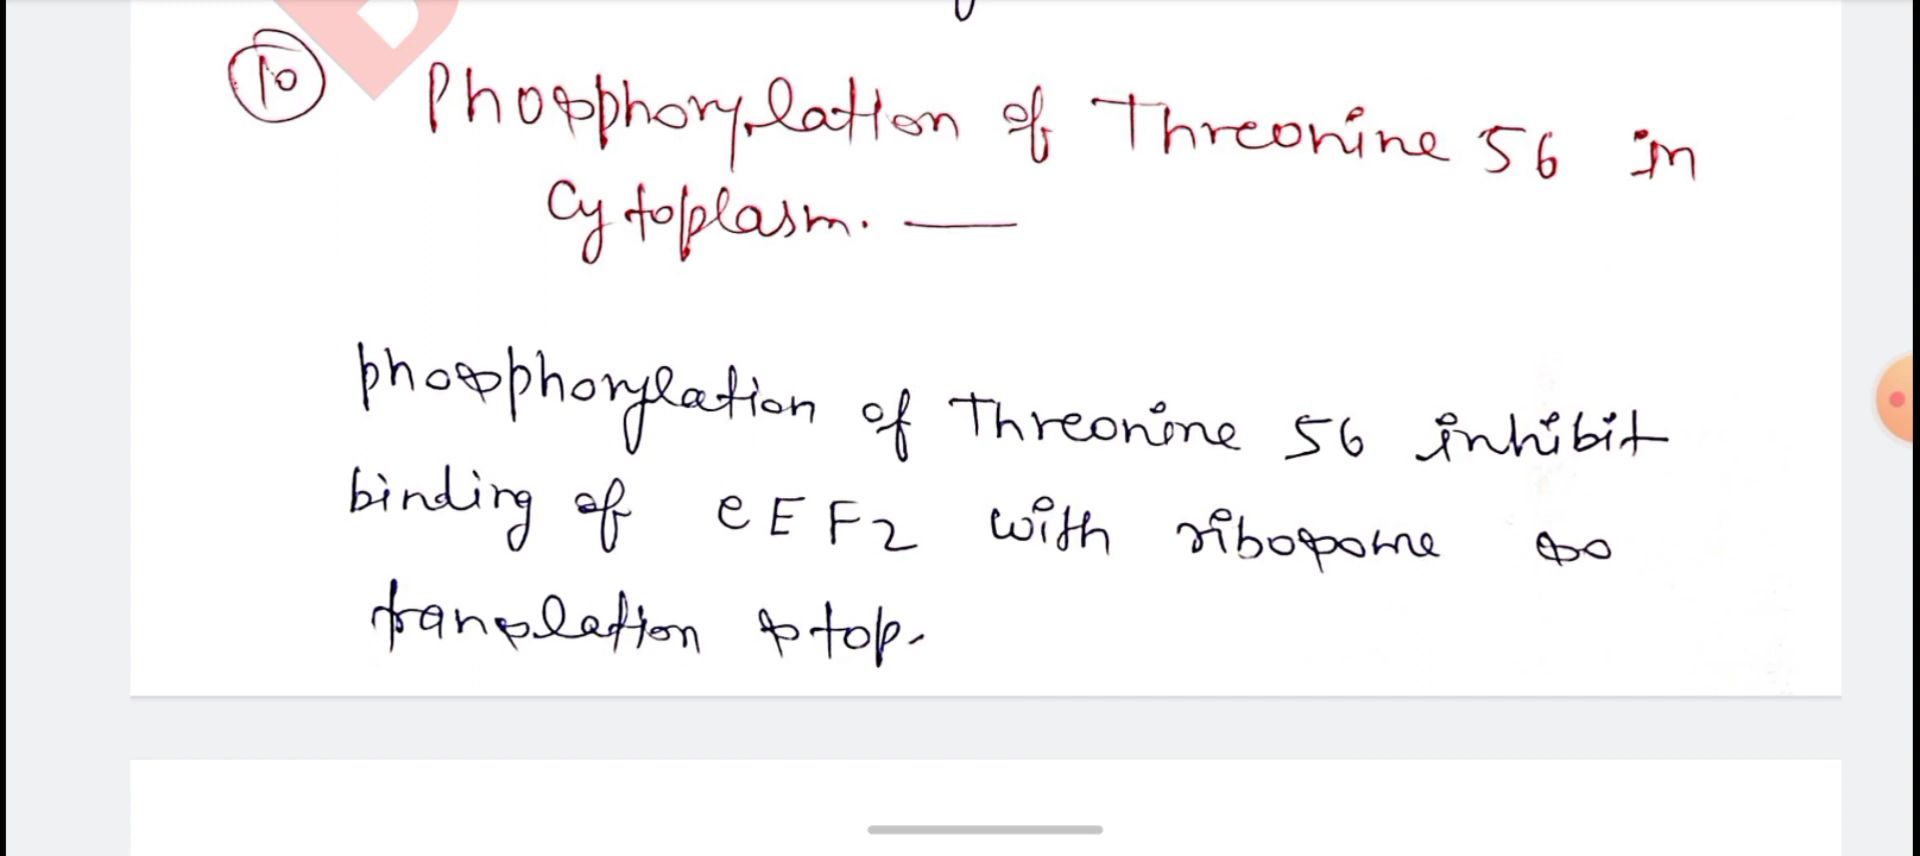 10 Phosphorylation of Threonine 56 in
Cytoplasm. —
phosphorylation of Threonine 56 inhibit
binding of eEF2 with ribosome so
translation stop.